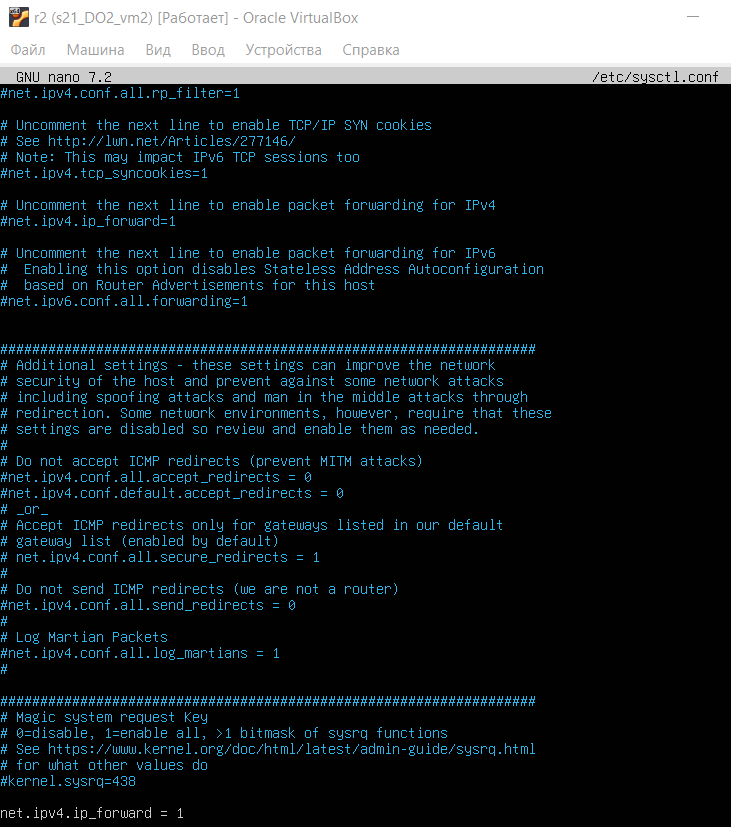 r2 (s21_DO2_vm2) [Работает] - Oracle VirtualBox
Файл Машина Вид Ввод Устройства Справка
GNU nano 7.2 /etc/sysctl.conf
#net.ipv4.conf.all.rp_filter=1
# Uncomment the next line to enable TCP/IP SYN cookies
# See http://lwn.net/Articles/277146/
# Note: This may impact IPv6 TCP sessions too
#net.ipv4.tcp_syncookies=1
# Uncomment the next line to enable packet forwarding for IPv4
#net.ipv4.ip_forward=1
# Uncomment the next line to enable packet forwarding for IPv6
#  Enabling this option disables Stateless Address Autoconfiguration
#  based on Router Advertisements for this host
#net.ipv6.conf.all.forwarding=1
###################################################################
# Additional settings - these settings can improve the network
# security of the host and prevent against some network attacks
# including spoofing attacks and man in the middle attacks through
# redirection. Some network environments, however, require that these
# settings are disabled so review and enable them as needed.
#
# Do not accept ICMP redirects (prevent MITM attacks)
#net.ipv4.conf.all.accept_redirects = 0
#net.ipv4.conf.default.accept_redirects = 0
# _or_
# Accept ICMP redirects only for gateways listed in our default
# gateway list (enabled by default)
# net.ipv4.conf.all.secure_redirects = 1
#
# Do not send ICMP redirects (we are not a router)
#net.ipv4.conf.all.send_redirects = 0
#
# Log Martian Packets
#net.ipv4.conf.all.log_martians = 1
#
###################################################################
# Magic system request Key
# 0=disable, 1=enable all, >1 bitmask of sysrq functions
# See https://www.kernel.org/doc/html/latest/admin-guide/sysrq.html
# for what other values do
#kernel.sysrq=438
net.ipv4.ip_forward = 1